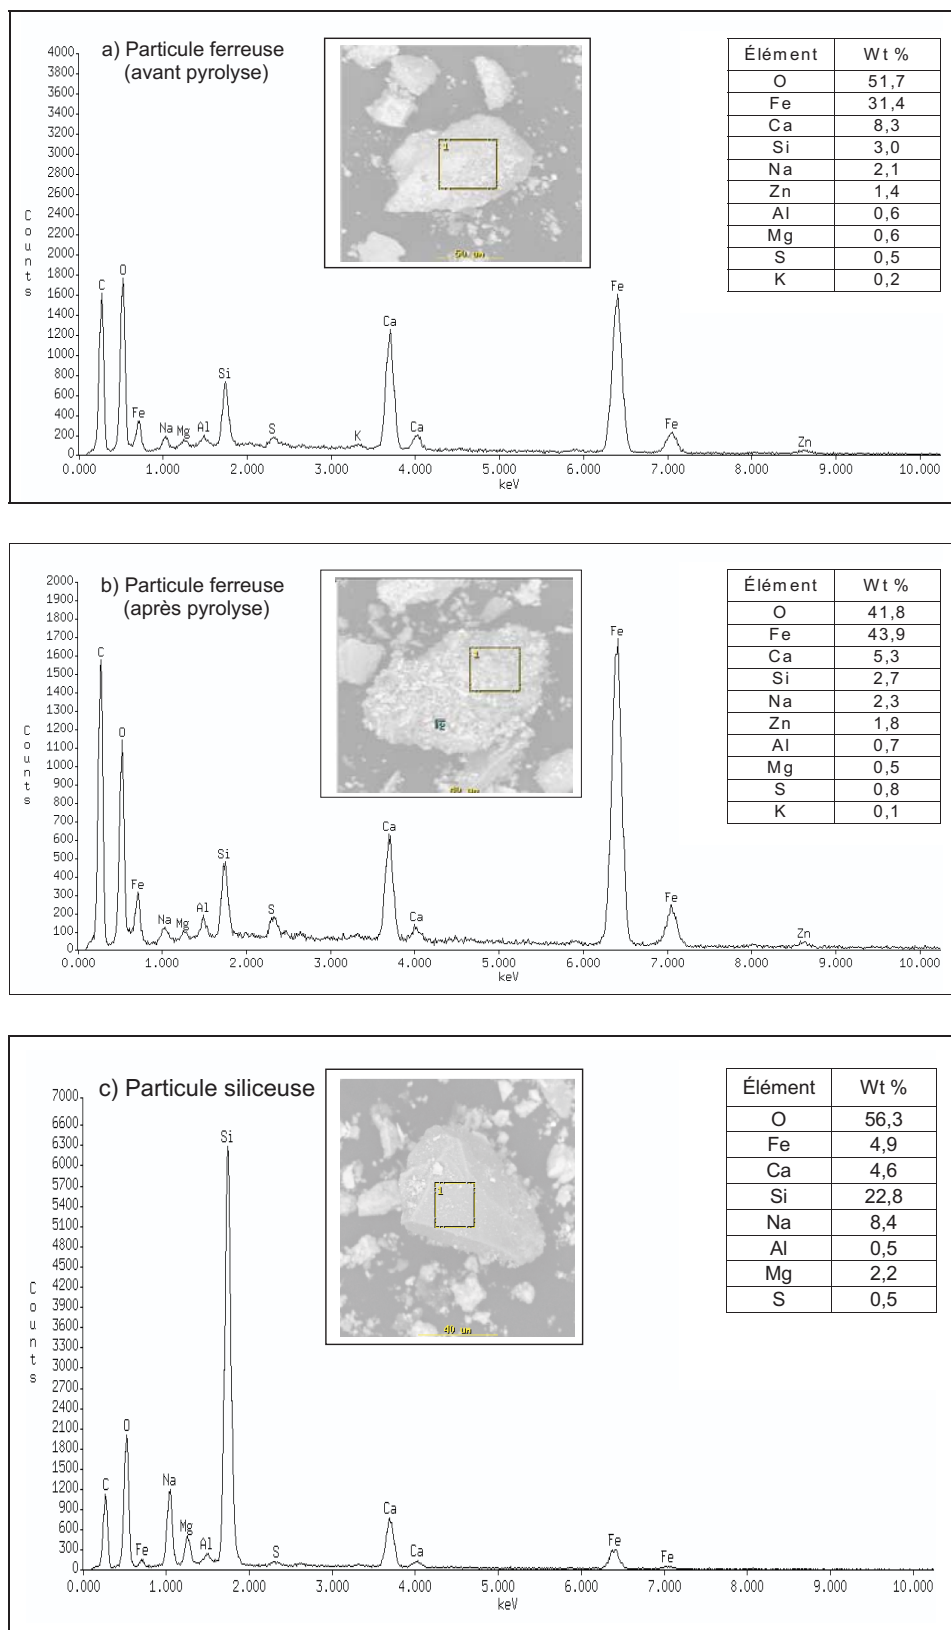 a) Particule ferreuse
(avant pyrolyse)
4000
3800
3600
3400
3200
3000
2800
2600
2400
2200
2000
1800
1600
1400
1200
1000
800
600
400
200
0
Counts
C
O
Fe
Na
Mg
Al
Si
S
K
Ca
Ca
Fe
Fe
Zn
0.000 1.000 2.000 3.000 4.000 5.000 6.000 7.000 8.000 9.000 10.000
keV
1
50 um
Élément Wt %
O 51,7
Fe 31,4
Ca 8,3
Si 3,0
Na 2,1
Zn 1,4
Al 0,6
Mg 0,6
S 0,5
K 0,2
b) Particule ferreuse
(après pyrolyse)
2000
1900
1800
1700
1600
1500
1400
1300
1200
1100
1000
900
800
700
600
500
400
300
200
100
0
Counts
C
O
Fe
Na
Mg
Al
Si
S
Ca
Ca
Fe
Fe
Zn
0.000 1.000 2.000 3.000 4.000 5.000 6.000 7.000 8.000 9.000 10.000
keV
1
2
Élément Wt %
O 41,8
Fe 43,9
Ca 5,3
Si 2,7
Na 2,3
Zn 1,8
Al 0,7
Mg 0,5
S 0,8
K 0,1
c) Particule siliceuse
7000
6600
6300
6000
5700
5400
5100
4800
4500
4200
3900
3600
3300
3000
2700
2400
2100
1800
1500
1200
900
600
300
0
Counts
C
O
Fe
Na
Mg
Al
Si
S
Ca
Ca
Fe
Fe
0.000 1.000 2.000 3.000 4.000 5.000 6.000 7.000 8.000 9.000 10.000
keV
1
40 um
Élément Wt %
O 56,3
Fe 4,9
Ca 4,6
Si 22,8
Na 8,4
Al 0,5
Mg 2,2
S 0,5